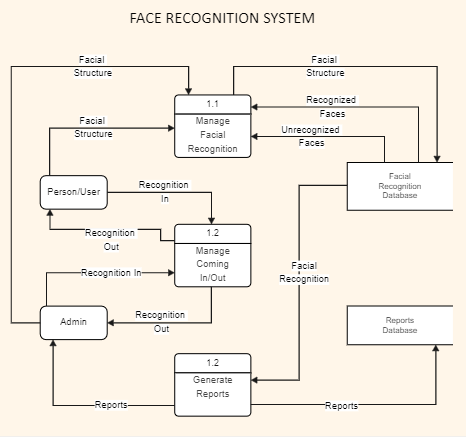 FACE RECOGNITION SYSTEM
Facial
Structure
Facial
Structure
1.1
Manage
Facial
Recognition
Recognized
Faces
Unrecognized
Faces
Facial
Structure
Facial
Recognition
Database
Person/User
Recognition
In
Recognition
Out
1.2
Manage
Coming
In/Out
Recognition In
Facial
Recognition
Admin
Recognition
Out
Reports
Database
1.2
Generate
Reports
Reports
Reports